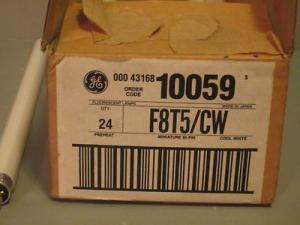 GE 000 43168 ORDER CODE 10059 S
FLUORESCENT LAMPS MADE IN JAPAN
QTY. 24 F8T5/CW
PREHEAT MINIATURE BI-PIN COOL WHITE